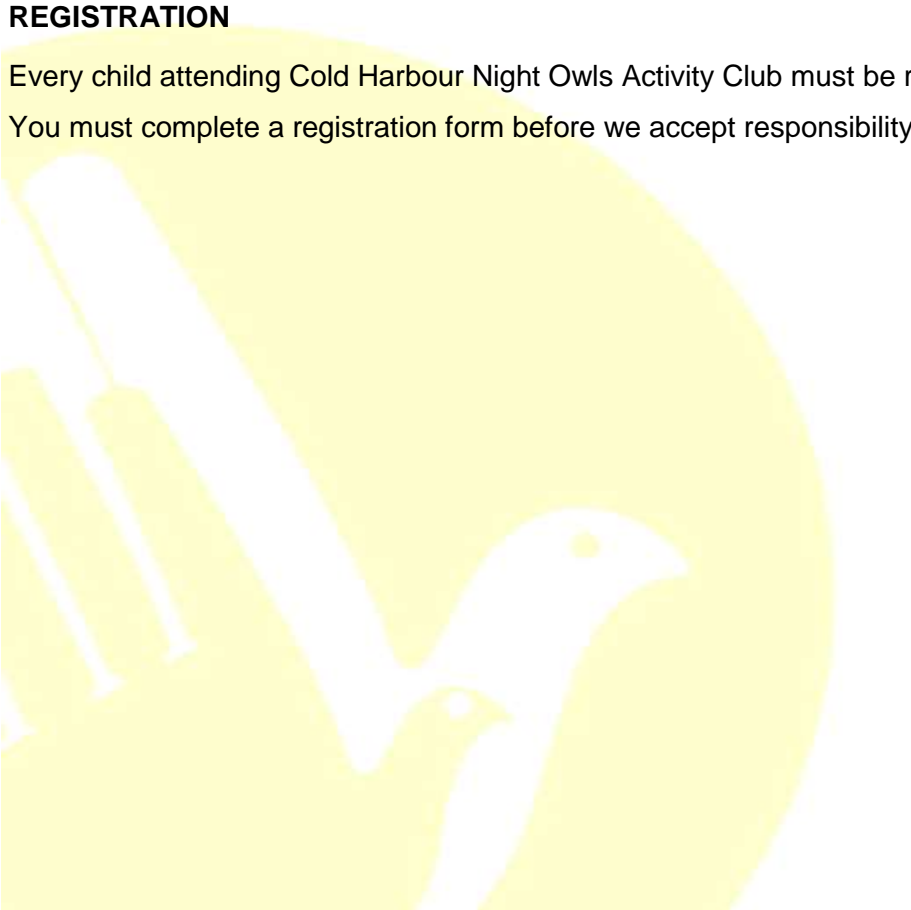 REGISTRATION
Every child attending Cold Harbour Night Owls Activity Club must be
You must complete a registration form before we accept responsibility